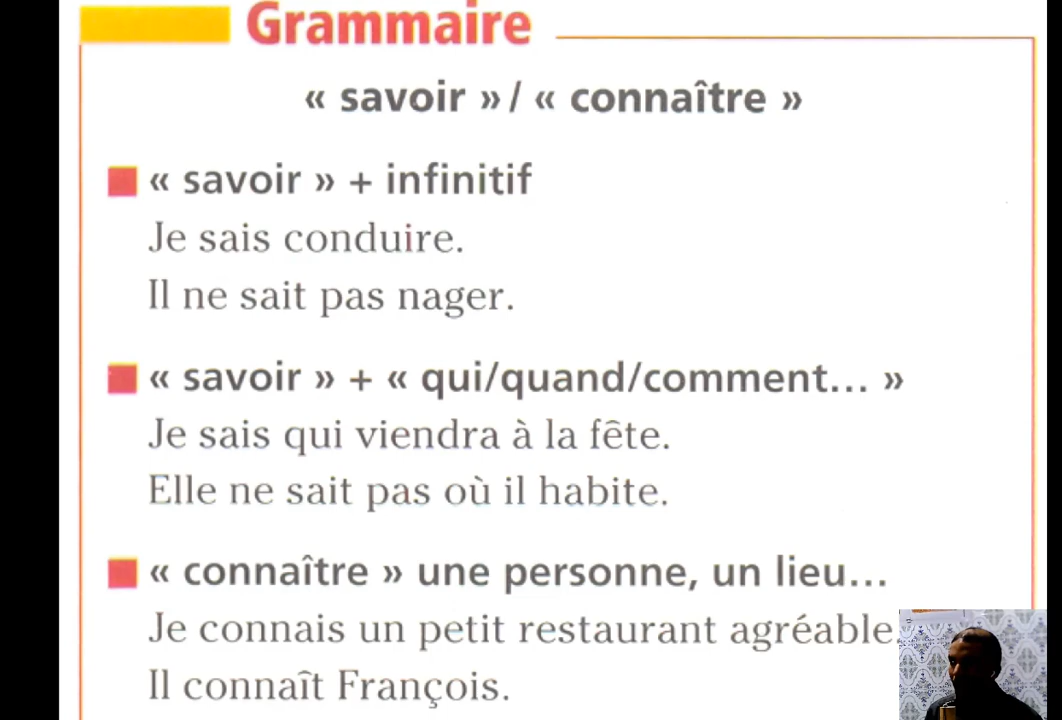 Grammaire
« savoir » / « connaître »
« savoir » + infinitif
Je sais conduire.
Il ne sait pas nager.
« savoir » + « qui/quand/comment... »
Je sais qui viendra à la fête.
Elle ne sait pas où il habite.
« connaître » une personne, un lieu...
Je connais un petit restaurant agréable.
Il connaît François.